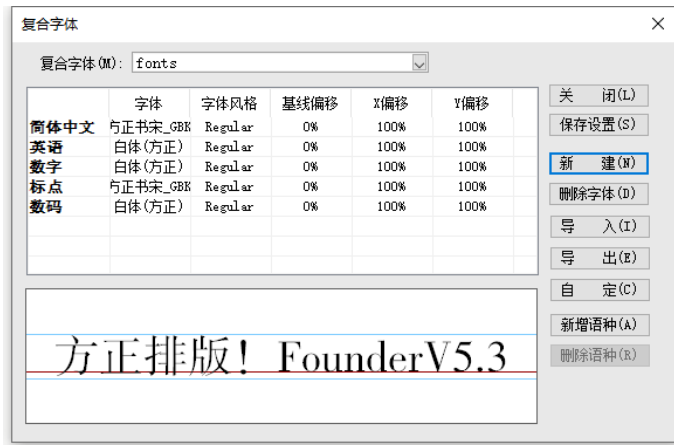 复合字体
复合字体(M): fonts
字体 字体风格 基线偏移 X偏移 Y偏移
简体中文 方正书宋_GBK Regular 0% 100% 100%
英语 白体(方正) Regular 0% 100% 100%
数字 白体(方正) Regular 0% 100% 100%
标点 方正书宋_GBK Regular 0% 100% 100%
数码 白体(方正) Regular 0% 100% 100%
关 闭(L)
保存设置(S)
新 建(N)
删除字体(D)
导 入(I)
导 出(E)
自 定(C)
新增语种(A)
删除语种(R)
方正排版！FounderV5.3